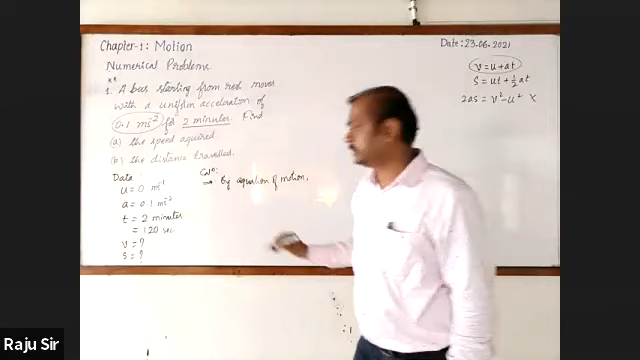 Chapter-1: Motion
Date: 23.06.2021
Numerical Problems
1. A bus starting from rest moves
with a uniform acceleration of
0.1 ms⁻² for 2 minutes. Find
(a) the speed aquired
(b) the distance travelled.
v = u + at
S = ut + ½ at
2as = v² - u² x
Data:
u = 0 ms⁻¹
a = 0.1 ms⁻²
t = 2 minutes
= 120 sec
v = ?
s = ?
Calⁿ:
→ By equation of motion,
Raju Sir